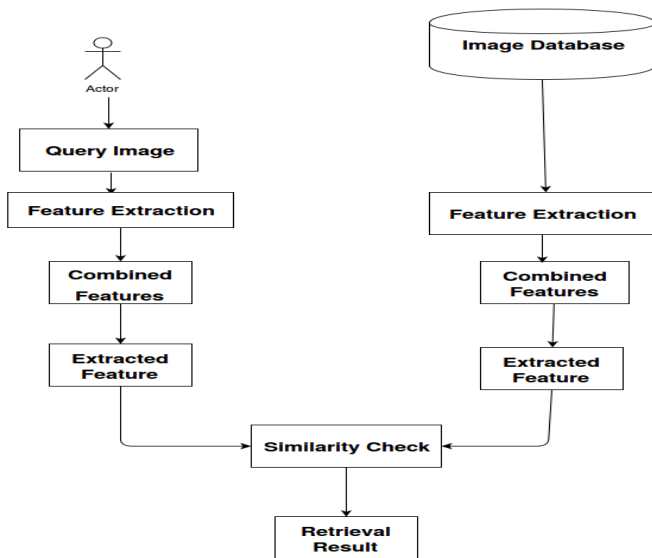 Image Database
Actor
Query Image
Feature Extraction
Feature Extraction
Combined
Features
Combined
Features
Extracted
Feature
Extracted
Feature
Similarity Check
Retrieval
Result